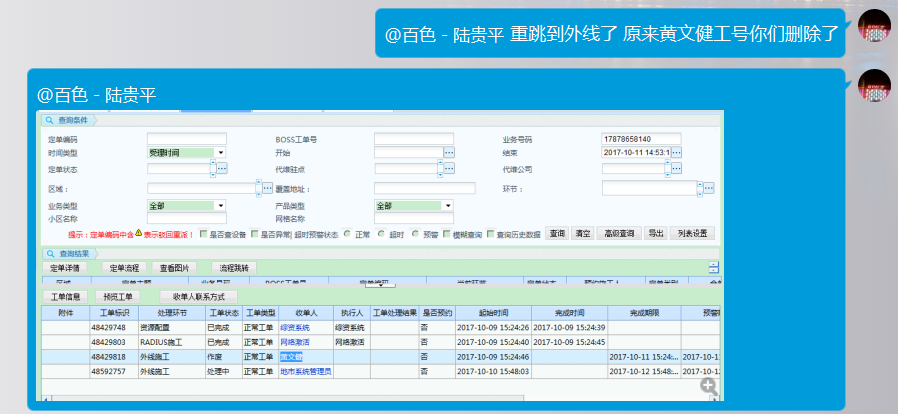 @百色 - 陆贵平 重跳到外线了 原来黄文健工号你们删除了
@百色 - 陆贵平
查询条件
定单编码 BOSS工单号 业务号码 17878658140
时间类型 受理时间 开始 结束 2017-10-11 14:53:1
定单状态 代维驻点 代维公司
区域： 覆盖地址： 环节：
业务类型 全部 产品类型 全部
小区名称 网格名称
提示：定单编码中含 表示驳回重派！ 是否查设备 是否异常| 超时预警状态 正常 超时 预警 模糊查询 查询历史数据 查询 清空 高级查询 导出 列表设置
查询结果
定单详情 定单流程 查看图片 流程跳转
工单信息 预览工单 收单人联系方式
附件 工单标识 处理环节 工单状态 工单类型 收单人 执行人 工单处理结果 是否预约 起始时间 完成时间 完成期限 预警
48429748 资源配置 已完成 正常工单 综资系统 综资系统 否 2017-10-09 15:24:26 2017-10-09 15:24:39
48429803 RADIUS施工 已完成 正常工单 网络激活 网络激活 否 2017-10-09 15:24:40 2017-10-09 15:24:45
48429818 外线施工 作废 正常工单 黄文健 否 2017-10-09 15:24:46 2017-10-11 15:24:... 2017-10-11
48592757 外线施工 处理中 正常工单 地市系统管理员 否 2017-10-10 15:48:03 2017-10-12 15:48:... 2017-10-12